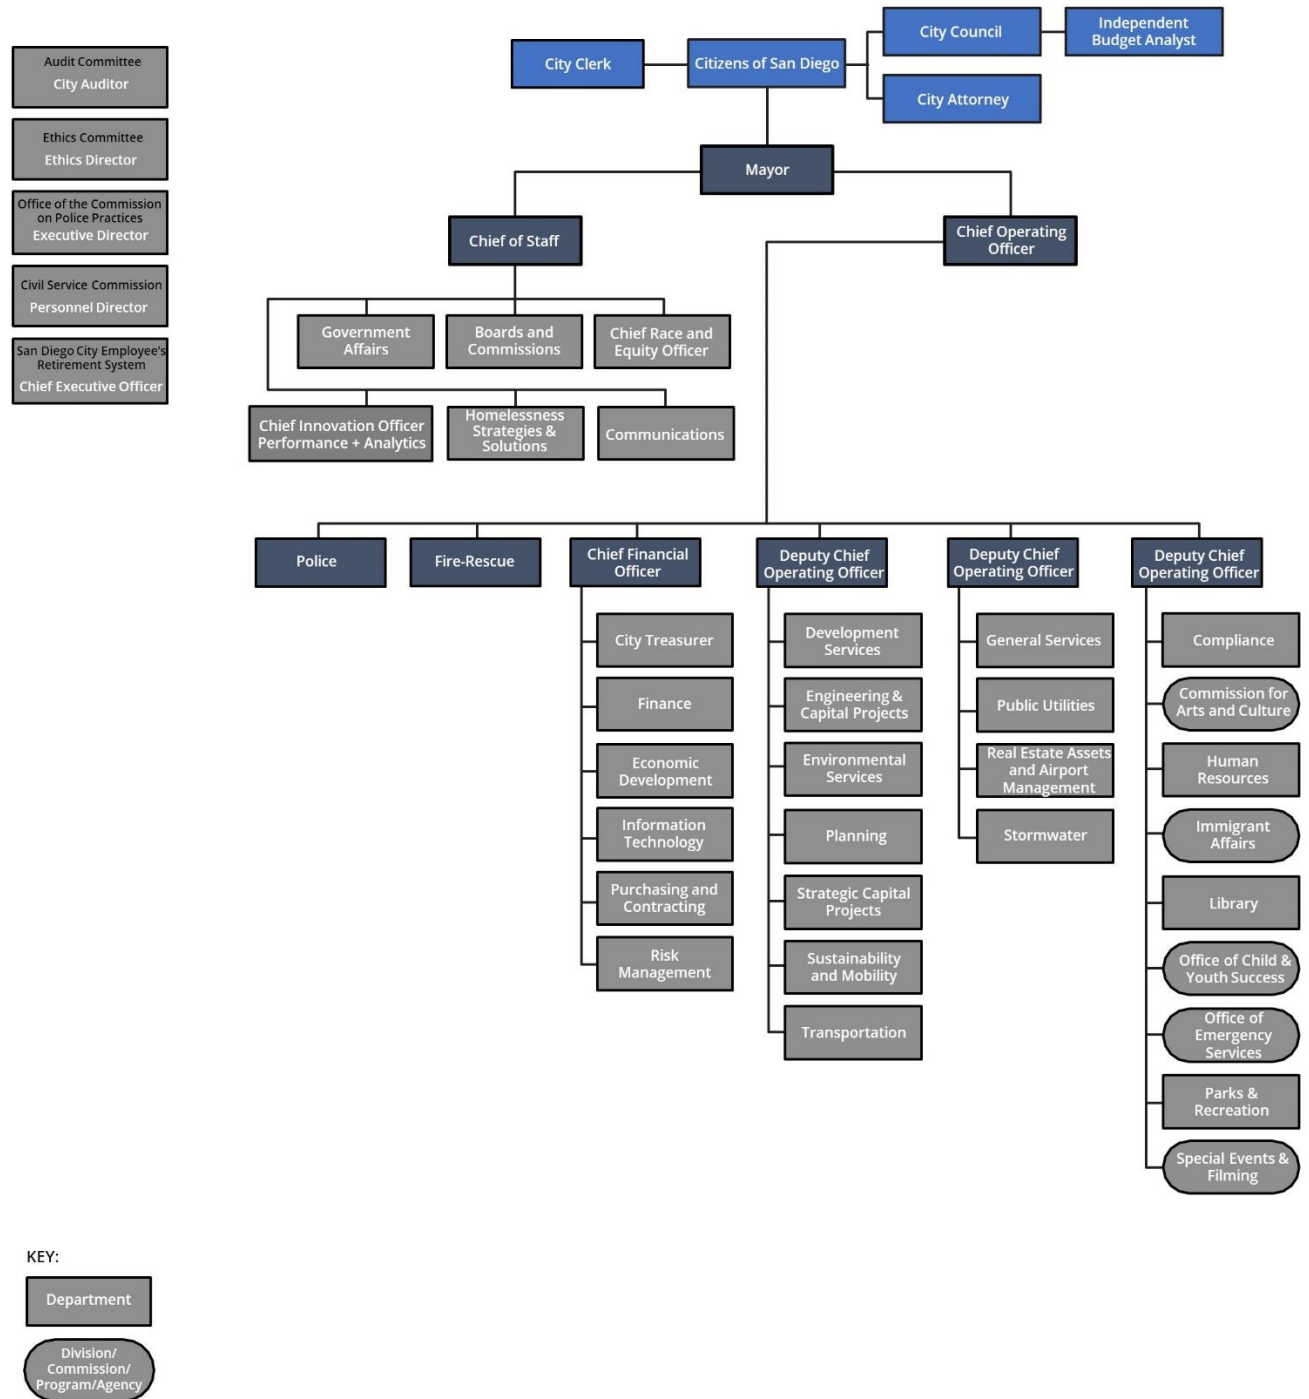 City Council
Independent
Budget Analyst
City Clerk
Citizens of San Diego
City Attorney
Audit Committee
City Auditor
Ethics Committee
Ethics Director
Office of the Commission
on Police Practices
Executive Director
Civil Service Commission
Personnel Director
San Diego City Employee's
Retirement System
Chief Executive Officer
Mayor
Chief of Staff
Chief Operating
Officer
Government
Affairs
Boards and
Commissions
Chief Race and
Equity Officer
Chief Innovation Officer
Performance + Analytics
Homelessness
Strategies &
Solutions
Communications
Police
Fire-Rescue
Chief Financial
Officer
Deputy Chief
Operating Officer
Deputy Chief
Operating Officer
Deputy Chief
Operating Officer
City Treasurer
Finance
Economic
Development
Information
Technology
Purchasing and
Contracting
Risk
Management
Development
Services
Engineering &
Capital Projects
Environmental
Services
Planning
Strategic Capital
Projects
Sustainability
and Mobility
Transportation
General Services
Public Utilities
Real Estate Assets
and Airport
Management
Stormwater
Compliance
Commission for
Arts and Culture
Human
Resources
Immigrant
Affairs
Library
Office of Child &
Youth Success
Office of
Emergency
Services
Parks &
Recreation
Special Events &
Filming
KEY:
Department
Division/
Commission/
Program/Agency